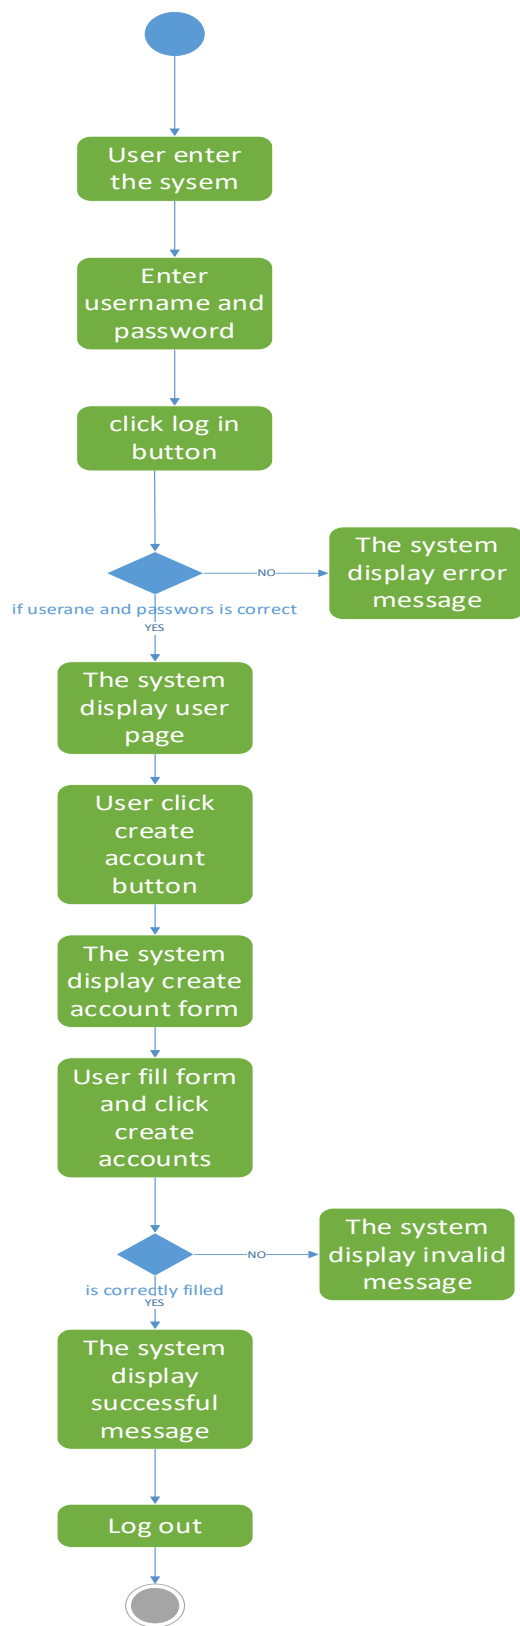 User enter
the sysem
Enter
username and
password
click log in
button
NO
The system
display error
message
if userane and passwors is correct
YES
The system
display user
page
User click
create
account
button
The system
display create
account form
User fill form
and click
create
accounts
NO
The system
display invalid
message
is correctly filled
YES
The system
display
successful
message
Log out